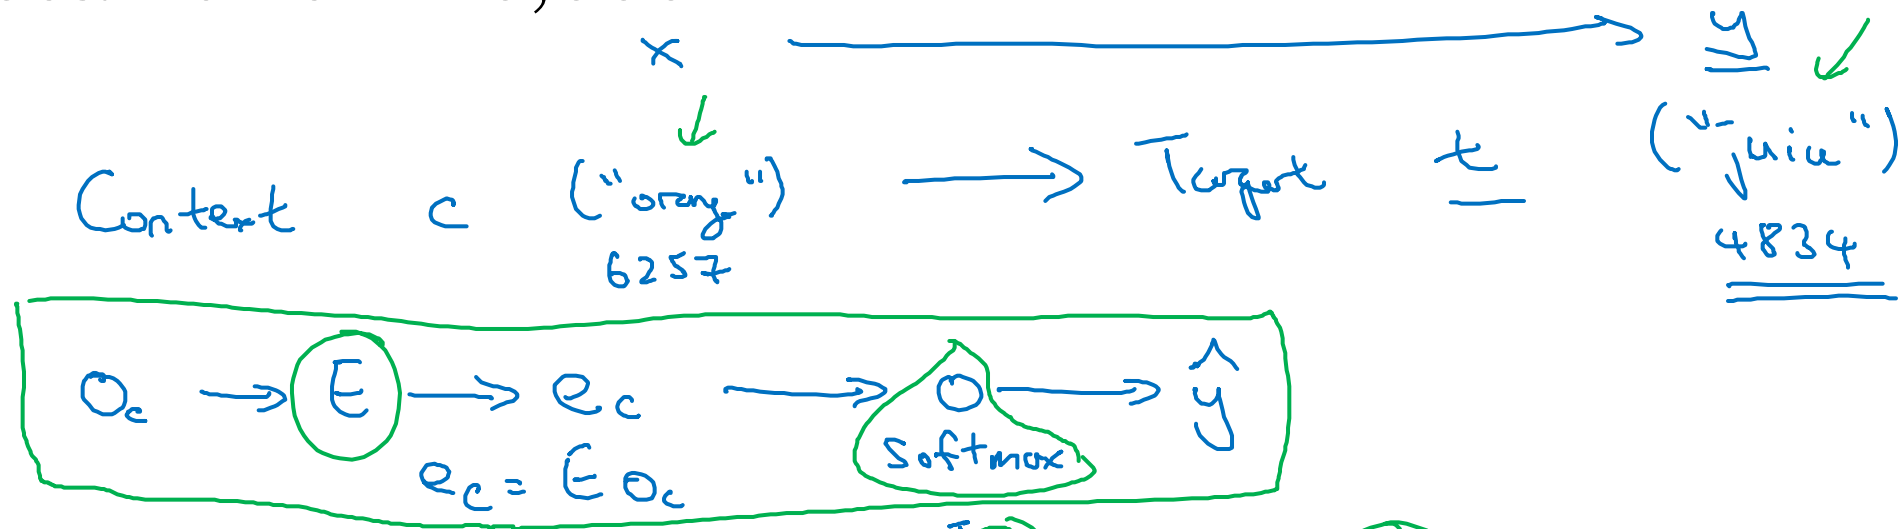 x → y
Context c ("orange") → Target t ("juice")
6257 4834
O_c → E → e_c → O → ŷ
softmax
e_c = E O_c